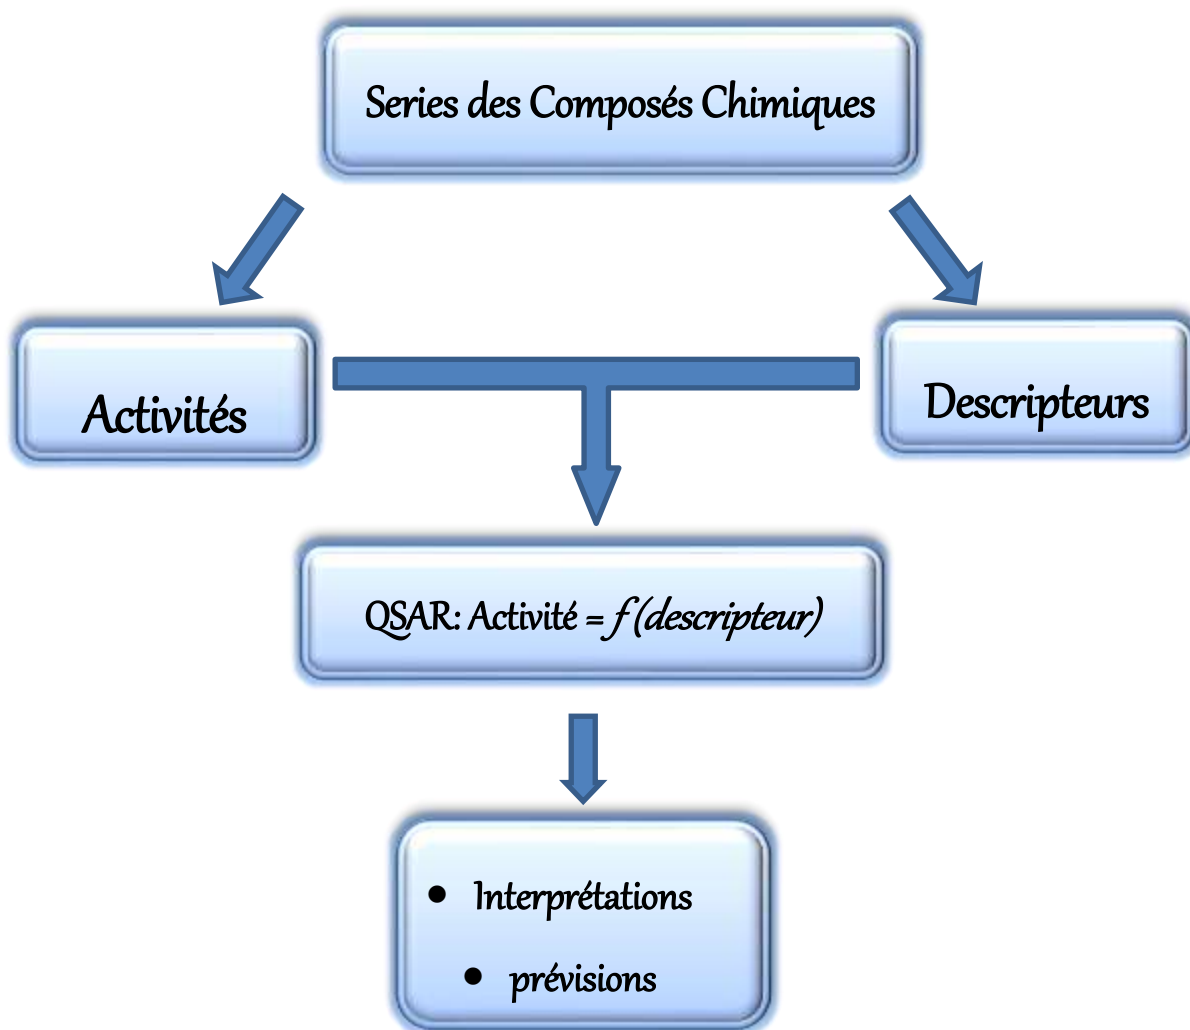 Series des Composés Chimiques
Activités
Descripteurs
QSAR: Activité = f (descripteur)
• Interprétations
• prévisions